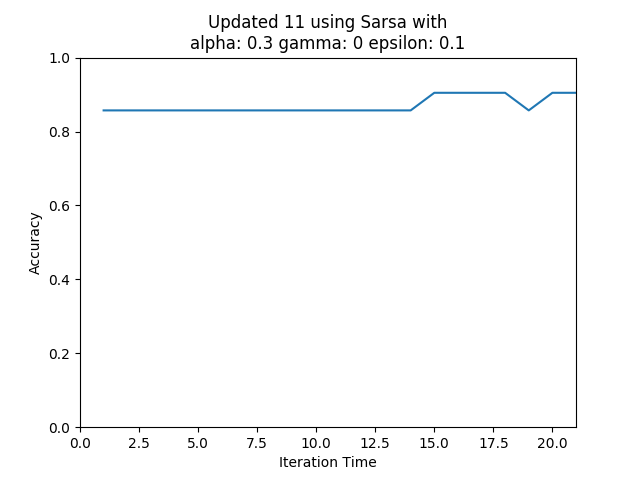 Updated 11 using Sarsa with
alpha: 0.3 gamma: 0 epsilon: 0.1
1.0
0.8
0.6
0.4
0.2
0.0
Accuracy
0.0 2.5 5.0 7.5 10.0 12.5 15.0 17.5 20.0
Iteration Time